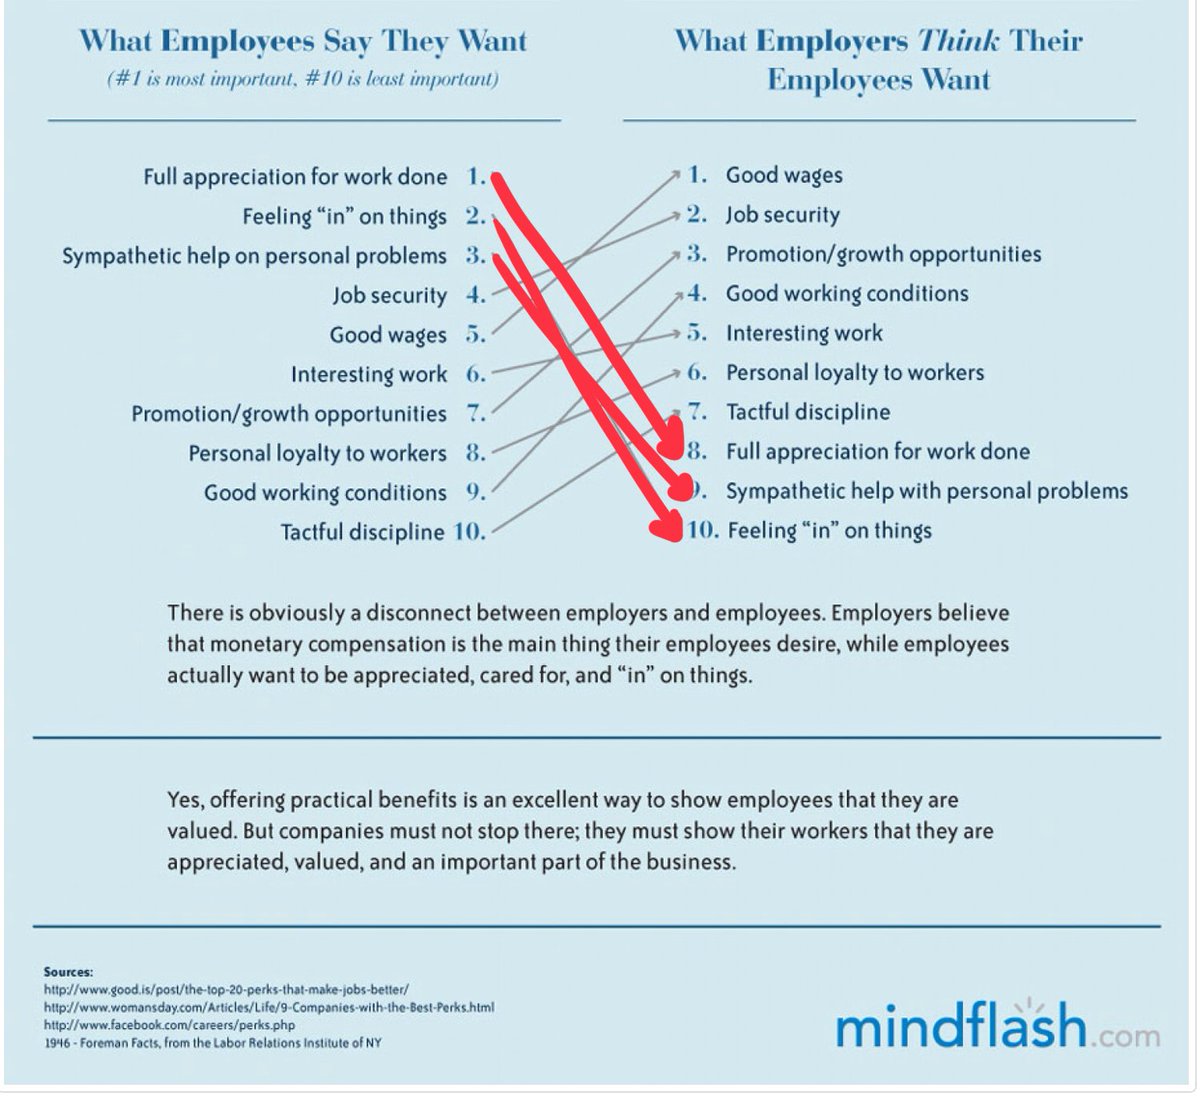 What Employees Say They Want
(#1 is most important, #10 is least important)
Full appreciation for work done 1.
Feeling “in” on things 2.
Sympathetic help on personal problems 3.
Job security 4.
Good wages 5.
Interesting work 6.
Promotion/growth opportunities 7.
Personal loyalty to workers 8.
Good working conditions 9.
Tactful discipline 10.
What Employers Think Their
Employees Want
1. Good wages
2. Job security
3. Promotion/growth opportunities
4. Good working conditions
5. Interesting work
6. Personal loyalty to workers
7. Tactful discipline
8. Full appreciation for work done
9. Sympathetic help with personal problems
10. Feeling “in” on things
There is obviously a disconnect between employers and employees. Employers believe
that monetary compensation is the main thing their employees desire, while employees
actually want to be appreciated, cared for, and “in” on things.
Yes, offering practical benefits is an excellent way to show employees that they are
valued. But companies must not stop there; they must show their workers that they are
appreciated, valued, and an important part of the business.
Sources:
http://www.good.is/post/the-top-20-perks-that-make-jobs-better/
http://www.womansday.com/Articles/Life/9-Companies-with-the-Best-Perks.html
http://www.facebook.com/careers/perks.php
1946 - Foreman Facts, from the Labor Relations Institute of NY
mindflash.com